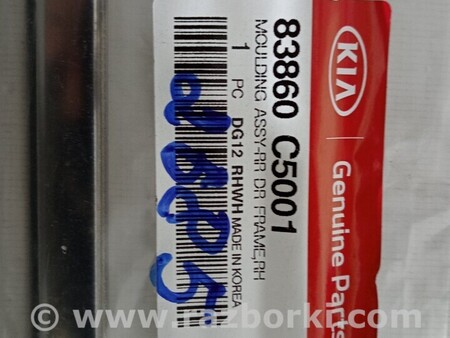 KIA Genuine Parts
83860 C5001
MOULDING ASSY-RR DR FRAME,RH
1 PC DG12 RHWH MADE IN KOREA
© www.razborki.com